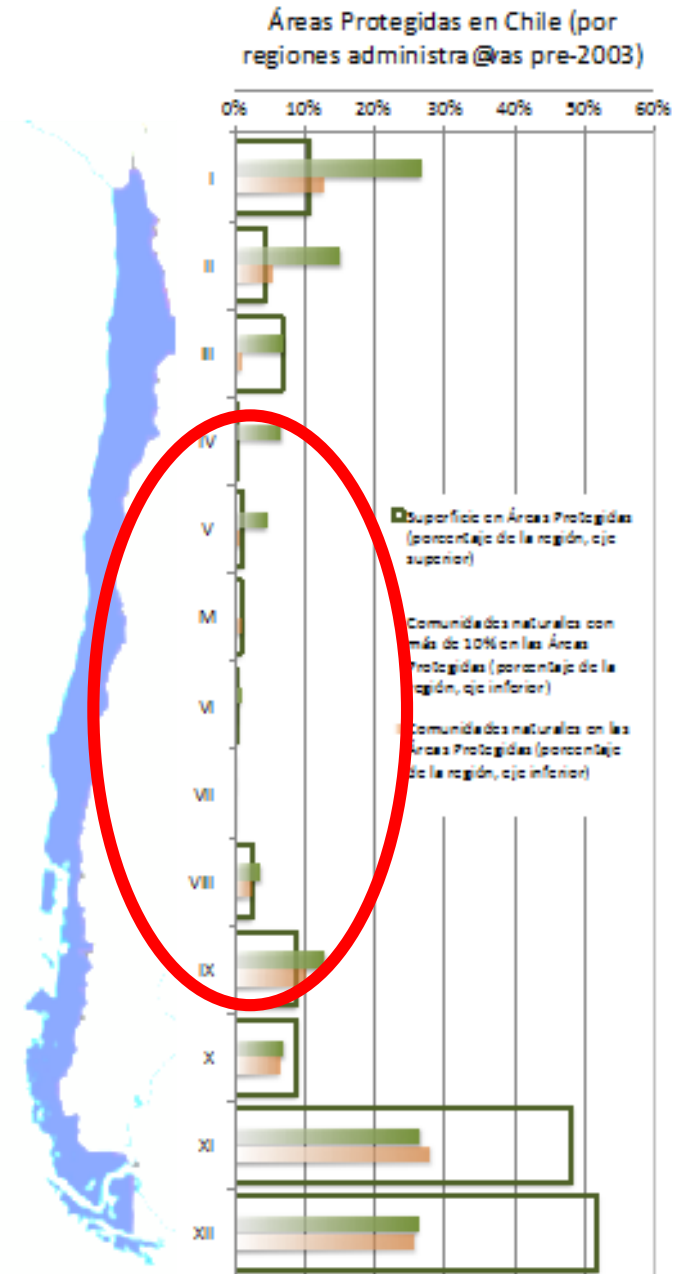 Áreas Protegidas en Chile (por
regiones administra@vas pre-2003)
0% 10% 20% 30% 40% 50% 60%
I
II
III
IV
V
M
VI
VII
VIII
IX
X
XI
XII
Superficie en Áreas Protegidas
(porcentaje de la región, eje
superior)
Comunidades naturales con
más de 10% en las Áreas
Protegidas (porcentaje de la
región, eje inferior)
Comunidades naturales en las
Áreas Protegidas (porcentaje
de la región, eje inferior)